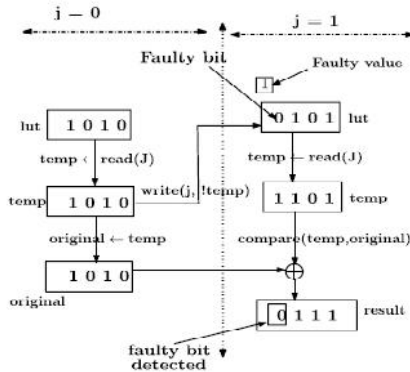 j = 0
j = 1
Faulty bit
1
Faulty value
lut
1 0 1 0
0 1 0 1
lut
temp ← read(J)
temp ← read(J)
temp
1 0 1 0
write(j, !temp)
1 1 0 1
temp
original ← temp
compare(temp,original)
1 0 1 0
original
0 1 1 1
result
faulty bit
detected